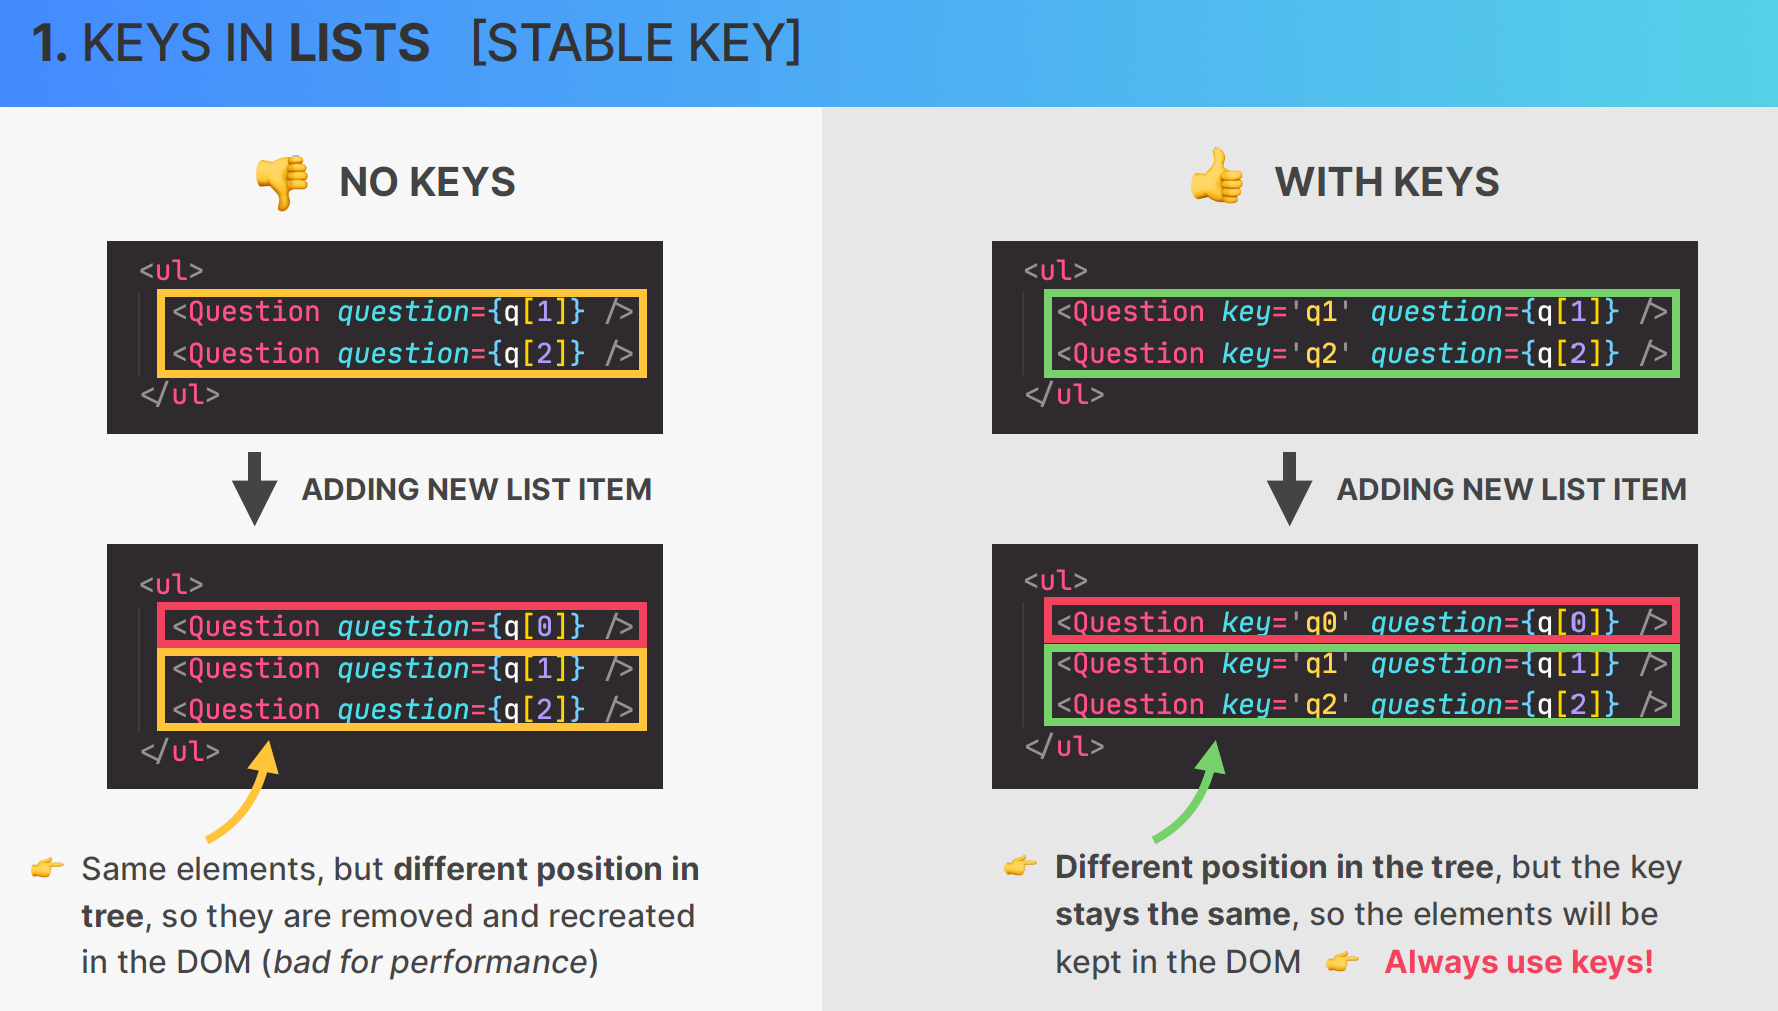 1. KEYS IN LISTS [STABLE KEY]
👎 NO KEYS
<ul>
<Question question={q[1]} />
<Question question={q[2]} />
</ul>
ADDING NEW LIST ITEM
<ul>
<Question question={q[0]} />
<Question question={q[1]} />
<Question question={q[2]} />
</ul>
👉 Same elements, but different position in
tree, so they are removed and recreated
in the DOM (bad for performance)
👍 WITH KEYS
<ul>
<Question key='q1' question={q[1]} />
<Question key='q2' question={q[2]} />
</ul>
ADDING NEW LIST ITEM
<ul>
<Question key='q0' question={q[0]} />
<Question key='q1' question={q[1]} />
<Question key='q2' question={q[2]} />
</ul>
👉 Different position in the tree, but the key
stays the same, so the elements will be
kept in the DOM 👉 Always use keys!